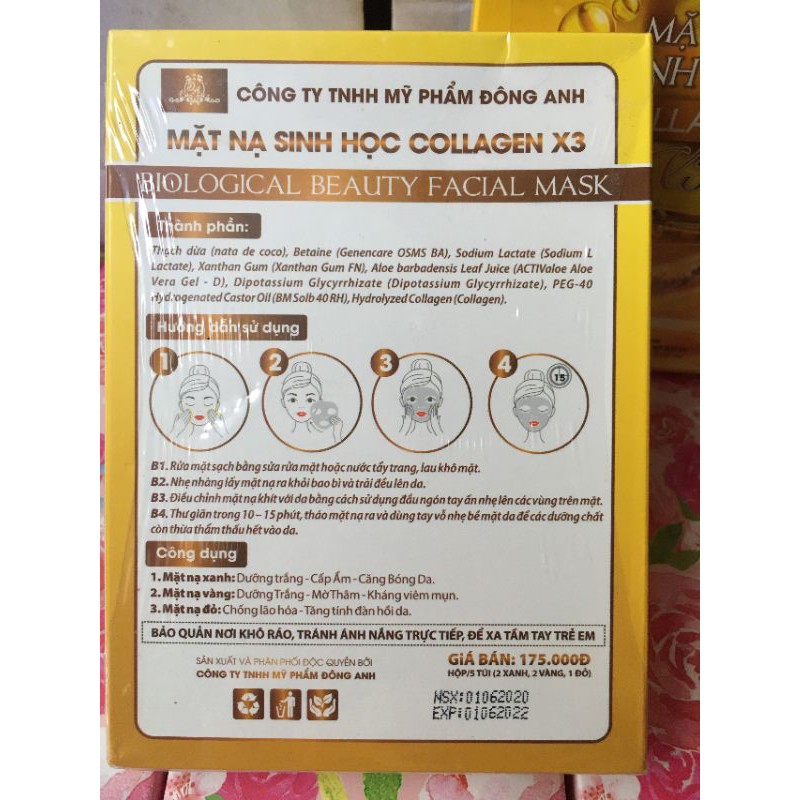 CÔNG TY TNHH MỸ PHẨM ĐÔNG ANH
MẶT NẠ SINH HỌC COLLAGEN X3
BIOLOGICAL BEAUTY FACIAL MASK
Thành phần:
Thạch dừa (nata de coco), Betaine (Genencare OSMS BA), Sodium Lactate (Sodium L
Lactate), Xanthan Gum (Xanthan Gum FN), Aloe barbadensis Leaf Juice (ACTIValoe Aloe
Vera Gel - D), Dipotassium Glycyrrhizate (Dipotassium Glycyrrhizate), PEG-40
Hydrogenated Castor Oil (BM Solb 40 RH), Hydrolyzed Collagen (Collagen).
Hướng dẫn sử dụng
1 2 3 4
15'
B1. Rửa mặt sạch bằng sửa rửa mặt hoặc nước tẩy trang, lau khô mặt.
B2. Nhẹ nhàng lấy mặt nạ ra khỏi bao bì và trải đều lên da.
B3. Điều chỉnh mặt nạ khít với da bằng cách sử dụng đầu ngón tay ấn nhẹ lên các vùng trên mặt.
B4. Thư giãn trong 10 – 15 phút, tháo mặt nạ ra và dùng tay vỗ nhẹ bề mặt da để các dưỡng chất
còn thừa thẩm thấu hết vào da.
Công dụng
1. Mặt nạ xanh: Dưỡng trắng - Cấp Ẩm - Căng Bóng Da.
2. Mặt nạ vàng: Dưỡng Trắng - Mờ Thâm - Kháng viêm mụn.
3. Mặt nạ đỏ: Chống lão hóa - Tăng tính đàn hồi da.
BẢO QUẢN NƠI KHÔ RÁO, TRÁNH ÁNH NẮNG TRỰC TIẾP, ĐỂ XA TẦM TAY TRẺ EM
SẢN XUẤT VÀ PHÂN PHỐI ĐỘC QUYỀN BỞI
CÔNG TY TNHH MỸ PHẨM ĐÔNG ANH
GIÁ BÁN: 175.000Đ
HỘP/5 TÚI (2 XANH, 2 VÀNG, 1 ĐỎ)
NSX:01062020
EXP:01062022